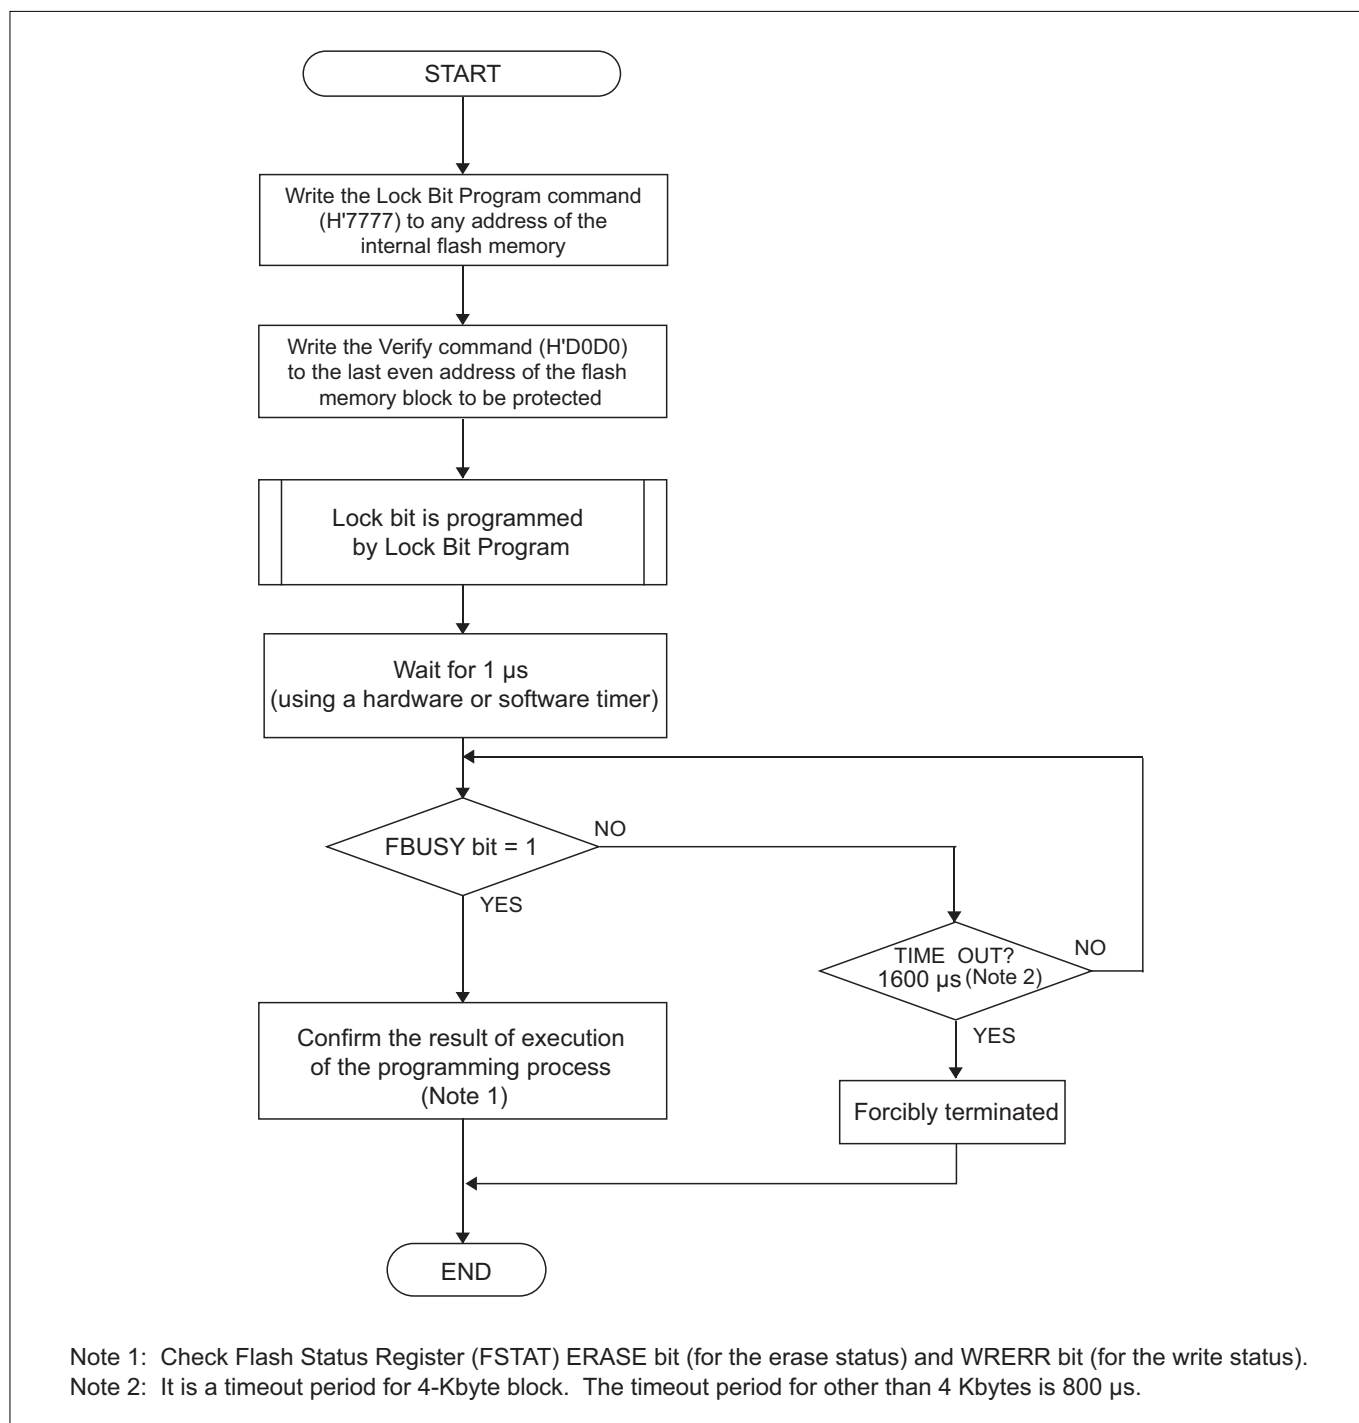 START
Write the Lock Bit Program command
(H'7777) to any address of the
internal flash memory
Write the Verify command (H'D0D0)
to the last even address of the flash
memory block to be protected
Lock bit is programmed
by Lock Bit Program
Wait for 1 µs
(using a hardware or software timer)
FBUSY bit = 1
NO
YES
TIME OUT?
1600 µs (Note 2)
NO
YES
Confirm the result of execution
of the programming process
(Note 1)
Forcibly terminated
END
Note 1: Check Flash Status Register (FSTAT) ERASE bit (for the erase status) and WRERR bit (for the write status).
Note 2: It is a timeout period for 4-Kbyte block. The timeout period for other than 4 Kbytes is 800 µs.